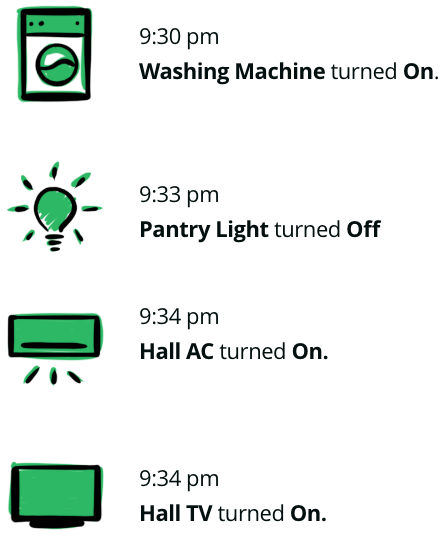 9:30 pm
Washing Machine turned On.
9:33 pm
Pantry Light turned Off
9:34 pm
Hall AC turned On.
9:34 pm
Hall TV turned On.